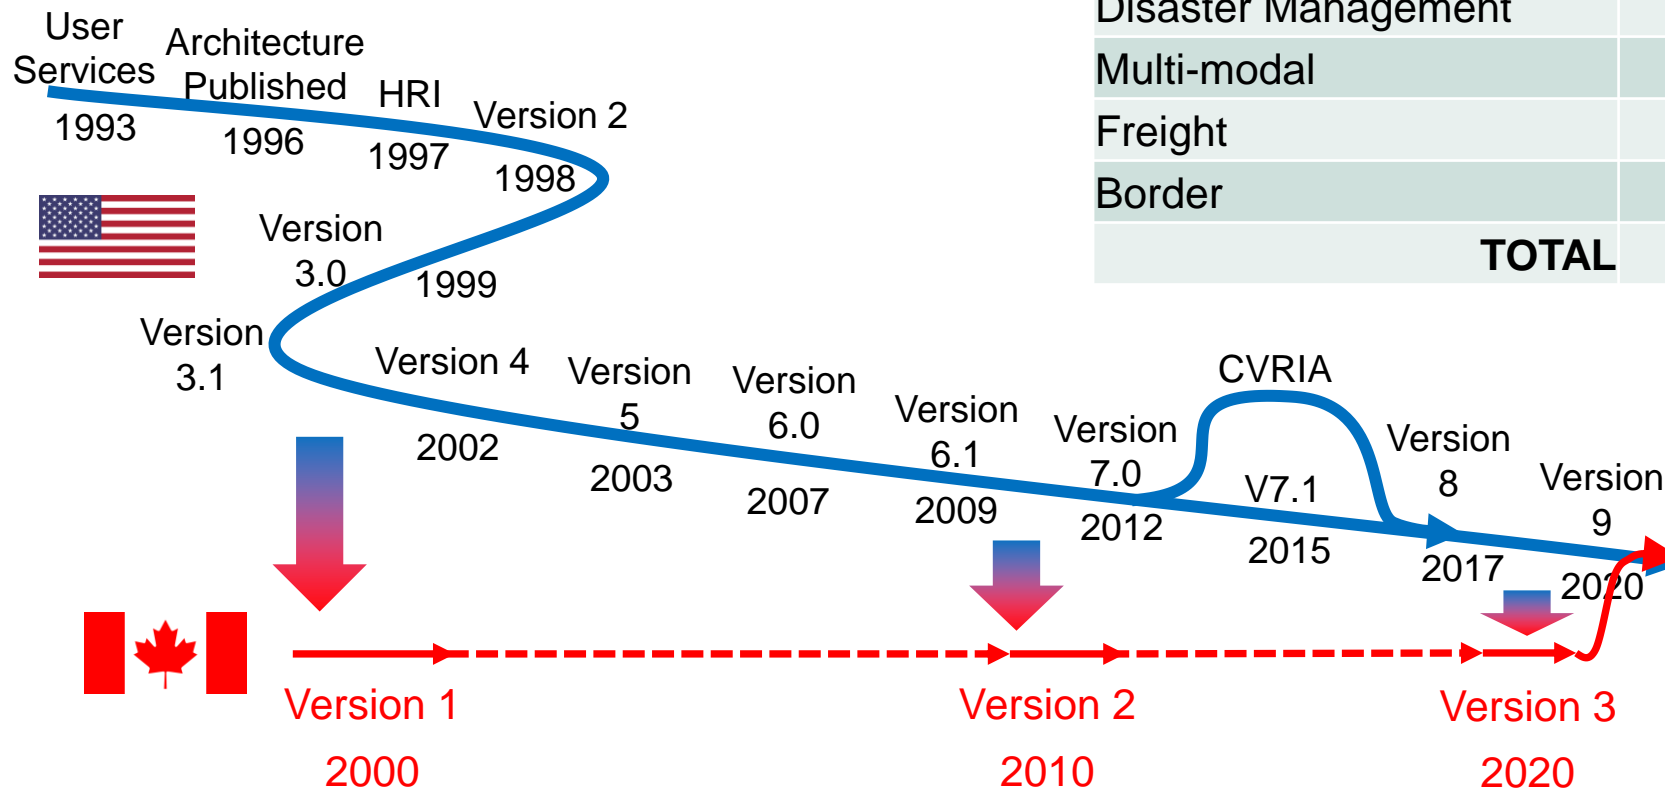 User
Services
1993
Architecture
Published
1996
HRI
1997
Version 2
1998
Version
3.0
1999
Version
3.1
Version 4
2002
Version
5
2003
Version
6.0
2007
Version
6.1
2009
Version
7.0
2012
CVRIA
V7.1
2015
Version
8
2017
Version
9
2020
Version 1
2000
Version 2
2010
Version 3
2020
Disaster Management
Multi-modal
Freight
Border
TOTAL